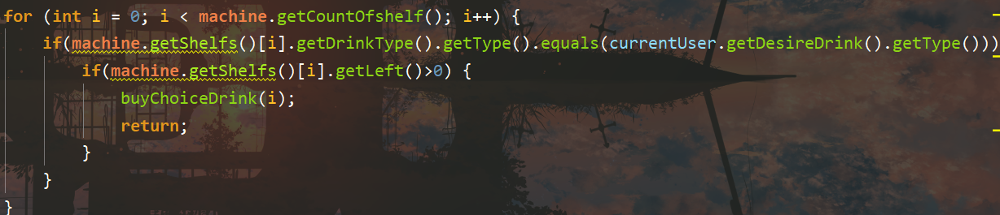 for (int i = 0; i < machine.getCountOfshelf(); i++) {
if(machine.getShelfs()[i].getDrinkType().getType().equals(currentUser.getDesireDrink().getType()))
if(machine.getShelfs()[i].getLeft()>0) {
buyChoiceDrink(i);
return;
}
}
}